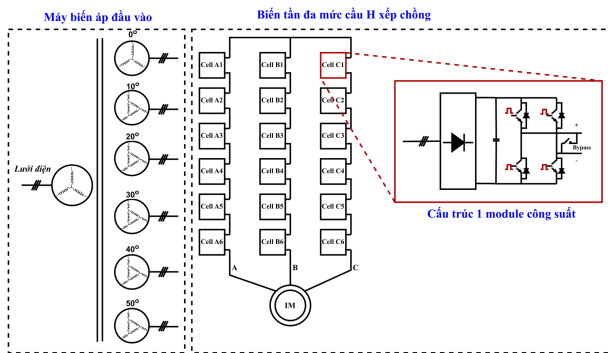 Máy biến áp đầu vào
Biến tần đa mức cầu H xếp chồng
0°
10°
20°
30°
40°
50°
Lưới điện
Cell A1 Cell B1 Cell C1
Cell A2 Cell B2 Cell C2
Cell A3 Cell B3 Cell C3
Cell A4 Cell B4 Cell C4
Cell A5 Cell B5 Cell C5
Cell A6 Cell B6 Cell C6
A B C
IM
+
Bypass
-
Cấu trúc 1 module công suất